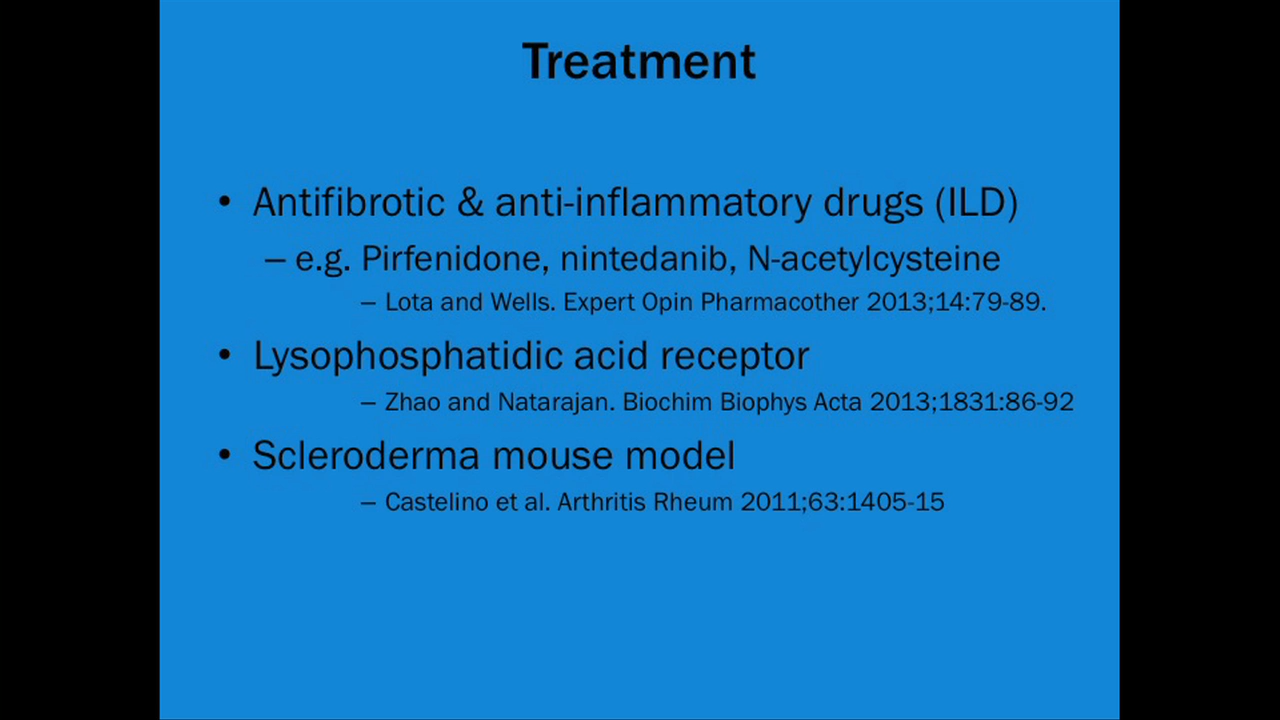 Treatment
• Antifibrotic & anti-inflammatory drugs (ILD)
– e.g. Pirfenidone, nintedanib, N-acetylcysteine
– Lota and Wells. Expert Opin Pharmacother 2013;14:79-89.
• Lysophosphatidic acid receptor
– Zhao and Natarajan. Biochim Biophys Acta 2013;1831:86-92
• Scleroderma mouse model
– Castelino et al. Arthritis Rheum 2011;63:1405-15